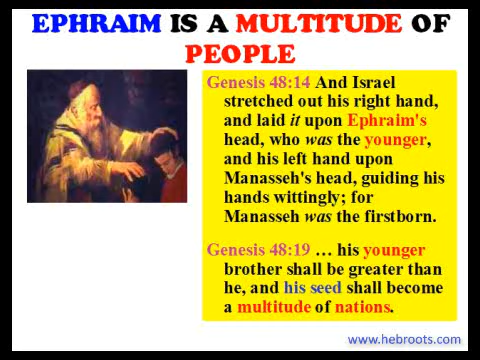 EPHRAIM IS A MULTITUDE OF
PEOPLE
Genesis 48:14 And Israel
stretched out his right hand,
and laid it upon Ephraim's
head, who was the younger,
and his left hand upon
Manasseh's head, guiding his
hands wittingly; for
Manasseh was the firstborn.
Genesis 48:19 … his younger
brother shall be greater than
he, and his seed shall become
a multitude of nations.
www.hebroots.com